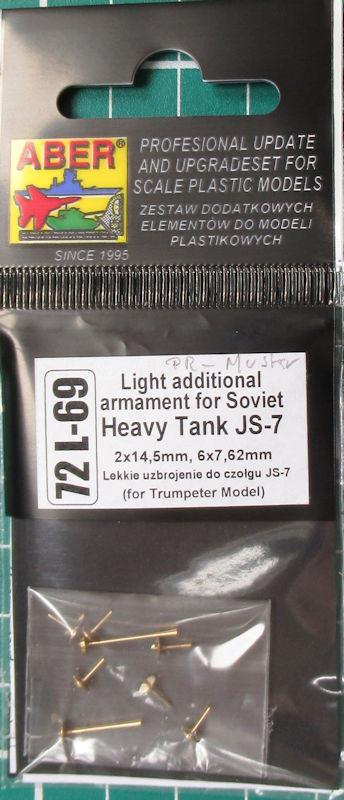 ABER®
PROFESIONAL UPDATE
AND UPGRADESET FOR
SCALE PLASTIC MODELS
ZESTAW DODATKOWYCH
ELEMENTÓW DO MODELI
PLASTIKOWYCH
SINCE 1995
PR - Muster
72 L-69
Light additional
armament for Soviet
Heavy Tank JS-7
2x14,5mm, 6x7,62mm
Lekkie uzbrojenie do czołgu JS-7
(for Trumpeter Model)